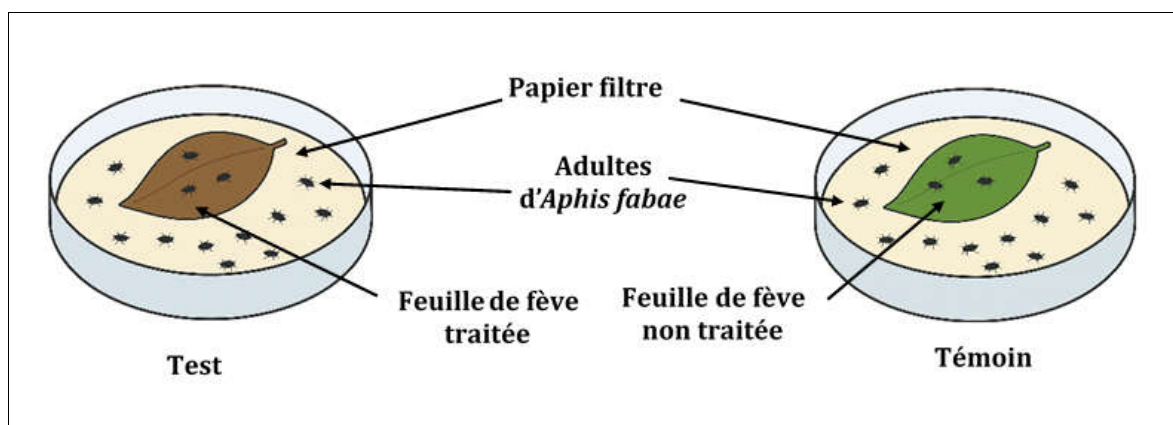 Papier filtre
Adultes
d'Aphis fabae
Feuille de fève
traitée
Feuille de fève
non traitée
Test
Témoin